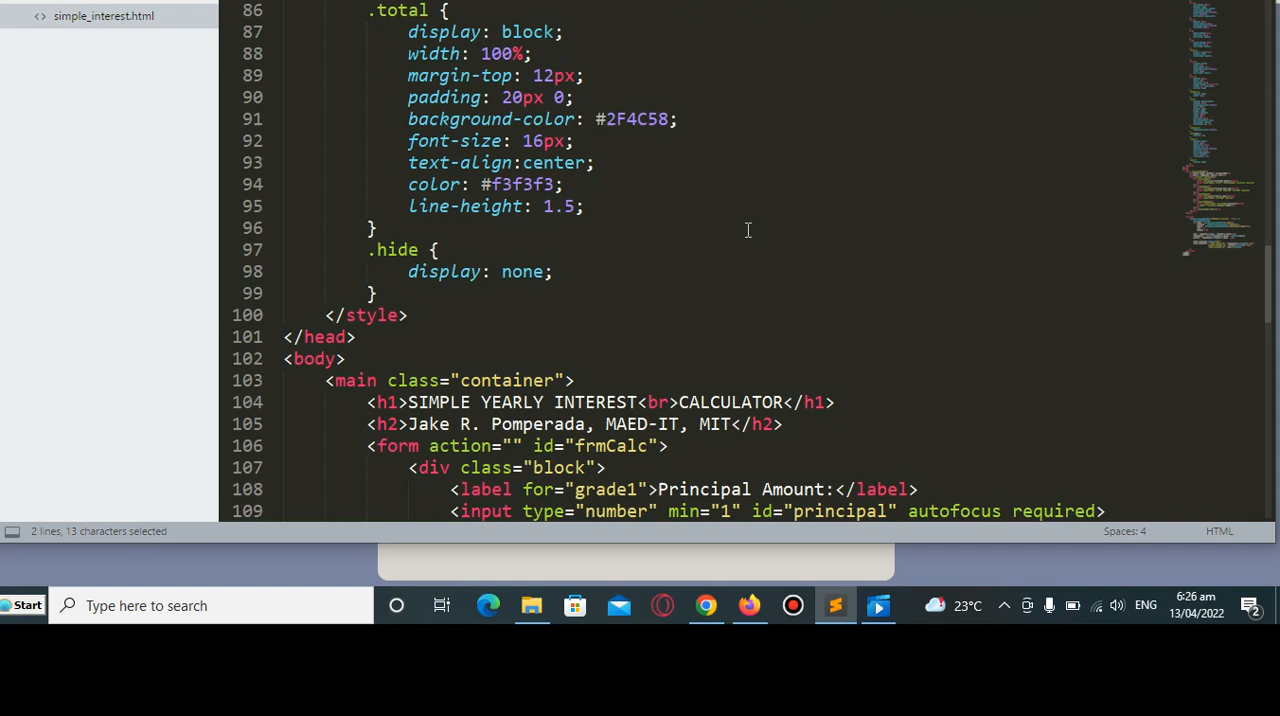 simple_interest.html
86 .total {
87 display: block;
88 width: 100%;
89 margin-top: 12px;
90 padding: 20px 0;
91 background-color: #2F4C58;
92 font-size: 16px;
93 text-align:center;
94 color: #f3f3f3;
95 line-height: 1.5;
96 }
97 .hide {
98 display: none;
99 }
100 </style>
101 </head>
102 <body>
103 <main class="container">
104 <h1>SIMPLE YEARLY INTEREST<br>CALCULATOR</h1>
105 <h2>Jake R. Pomperada, MAED-IT, MIT</h2>
106 <form action="" id="frmCalc">
107 <div class="block">
108 <label for="grade1">Principal Amount:</label>
109 <input type="number" min="1" id="principal" autofocus required>
2 lines, 13 characters selected
Spaces: 4
HTML
Start
Type here to search
23°C
ENG
6:26 am
13/04/2022
2